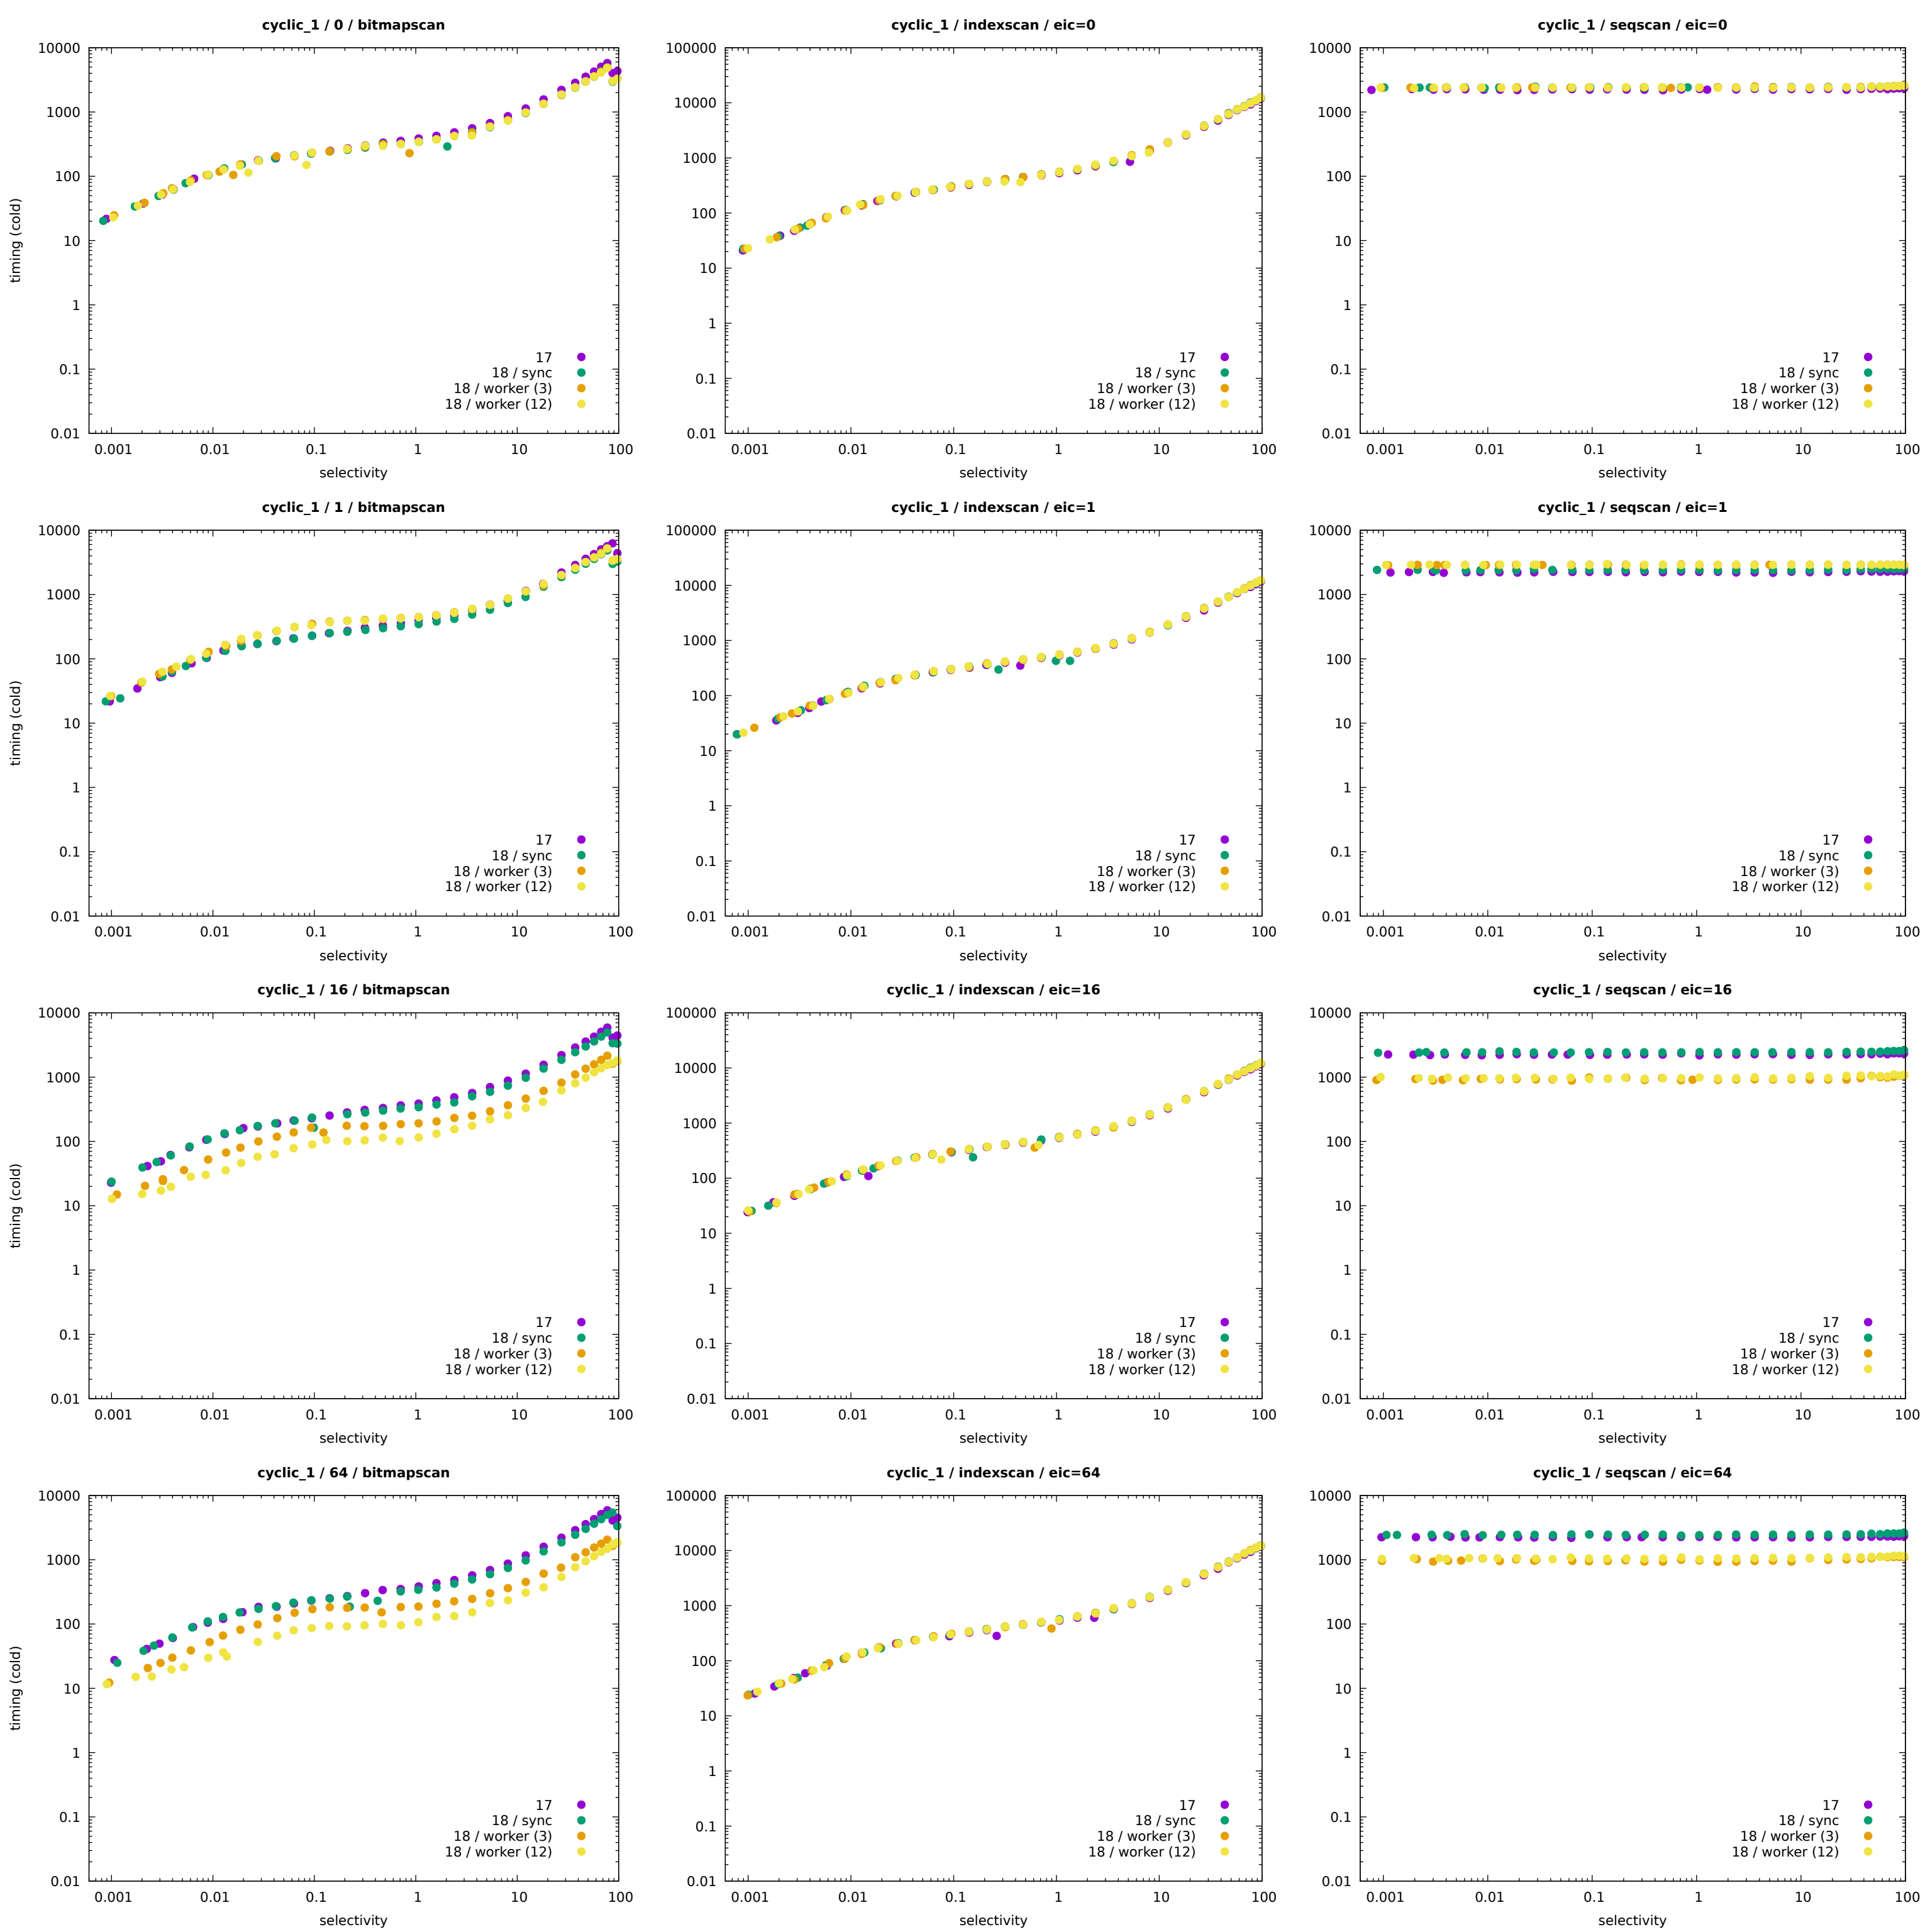 cyclic_1 / 0 / bitmapscan
timing (cold)
10000
1000
100
10
1
0.1
0.01
17
18 / sync
18 / worker (3)
18 / worker (12)
0.001 0.01 0.1 1 10 100
selectivity
cyclic_1 / indexscan / eic=0
100000
10000
1000
100
10
1
0.1
0.01
17
18 / sync
18 / worker (3)
18 / worker (12)
0.001 0.01 0.1 1 10 100
selectivity
cyclic_1 / seqscan / eic=0
10000
1000
100
10
1
0.1
0.01
17
18 / sync
18 / worker (3)
18 / worker (12)
0.001 0.01 0.1 1 10 100
selectivity
cyclic_1 / 1 / bitmapscan
timing (cold)
10000
1000
100
10
1
0.1
0.01
17
18 / sync
18 / worker (3)
18 / worker (12)
0.001 0.01 0.1 1 10 100
selectivity
cyclic_1 / indexscan / eic=1
100000
10000
1000
100
10
1
0.1
0.01
17
18 / sync
18 / worker (3)
18 / worker (12)
0.001 0.01 0.1 1 10 100
selectivity
cyclic_1 / seqscan / eic=1
10000
1000
100
10
1
0.1
0.01
17
18 / sync
18 / worker (3)
18 / worker (12)
0.001 0.01 0.1 1 10 100
selectivity
cyclic_1 / 16 / bitmapscan
timing (cold)
10000
1000
100
10
1
0.1
0.01
17
18 / sync
18 / worker (3)
18 / worker (12)
0.001 0.01 0.1 1 10 100
selectivity
cyclic_1 / indexscan / eic=16
100000
10000
1000
100
10
1
0.1
0.01
17
18 / sync
18 / worker (3)
18 / worker (12)
0.001 0.01 0.1 1 10 100
selectivity
cyclic_1 / seqscan / eic=16
10000
1000
100
10
1
0.1
0.01
17
18 / sync
18 / worker (3)
18 / worker (12)
0.001 0.01 0.1 1 10 100
selectivity
cyclic_1 / 64 / bitmapscan
timing (cold)
10000
1000
100
10
1
0.1
0.01
17
18 / sync
18 / worker (3)
18 / worker (12)
0.001 0.01 0.1 1 10 100
selectivity
cyclic_1 / indexscan / eic=64
100000
10000
1000
100
10
1
0.1
0.01
17
18 / sync
18 / worker (3)
18 / worker (12)
0.001 0.01 0.1 1 10 100
selectivity
cyclic_1 / seqscan / eic=64
10000
1000
100
10
1
0.1
0.01
17
18 / sync
18 / worker (3)
18 / worker (12)
0.001 0.01 0.1 1 10 100
selectivity